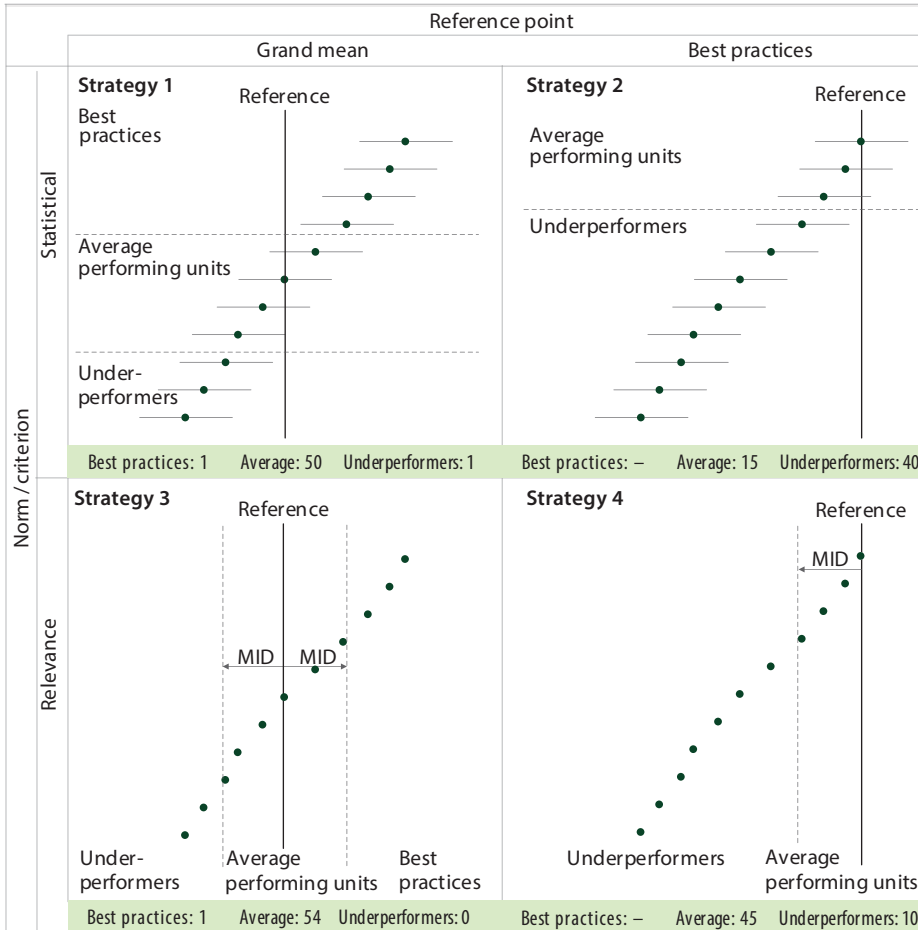 Reference point
Grand mean
Best practices
Norm / criterion
Statistical
Strategy 1
Reference
Best
practices
Average
performing units
Under-
performers
Best practices: 1 Average: 50 Underperformers: 1
Strategy 2
Reference
Average
performing units
Underperformers
Best practices: – Average: 15 Underperformers: 40
Relevance
Strategy 3
Reference
MID MID
Under-
performers
Average
performing units
Best
practices
Best practices: 1 Average: 54 Underperformers: 0
Strategy 4
Reference
MID
Underperformers
Average
performing units
Best practices: – Average: 45 Underperformers: 10